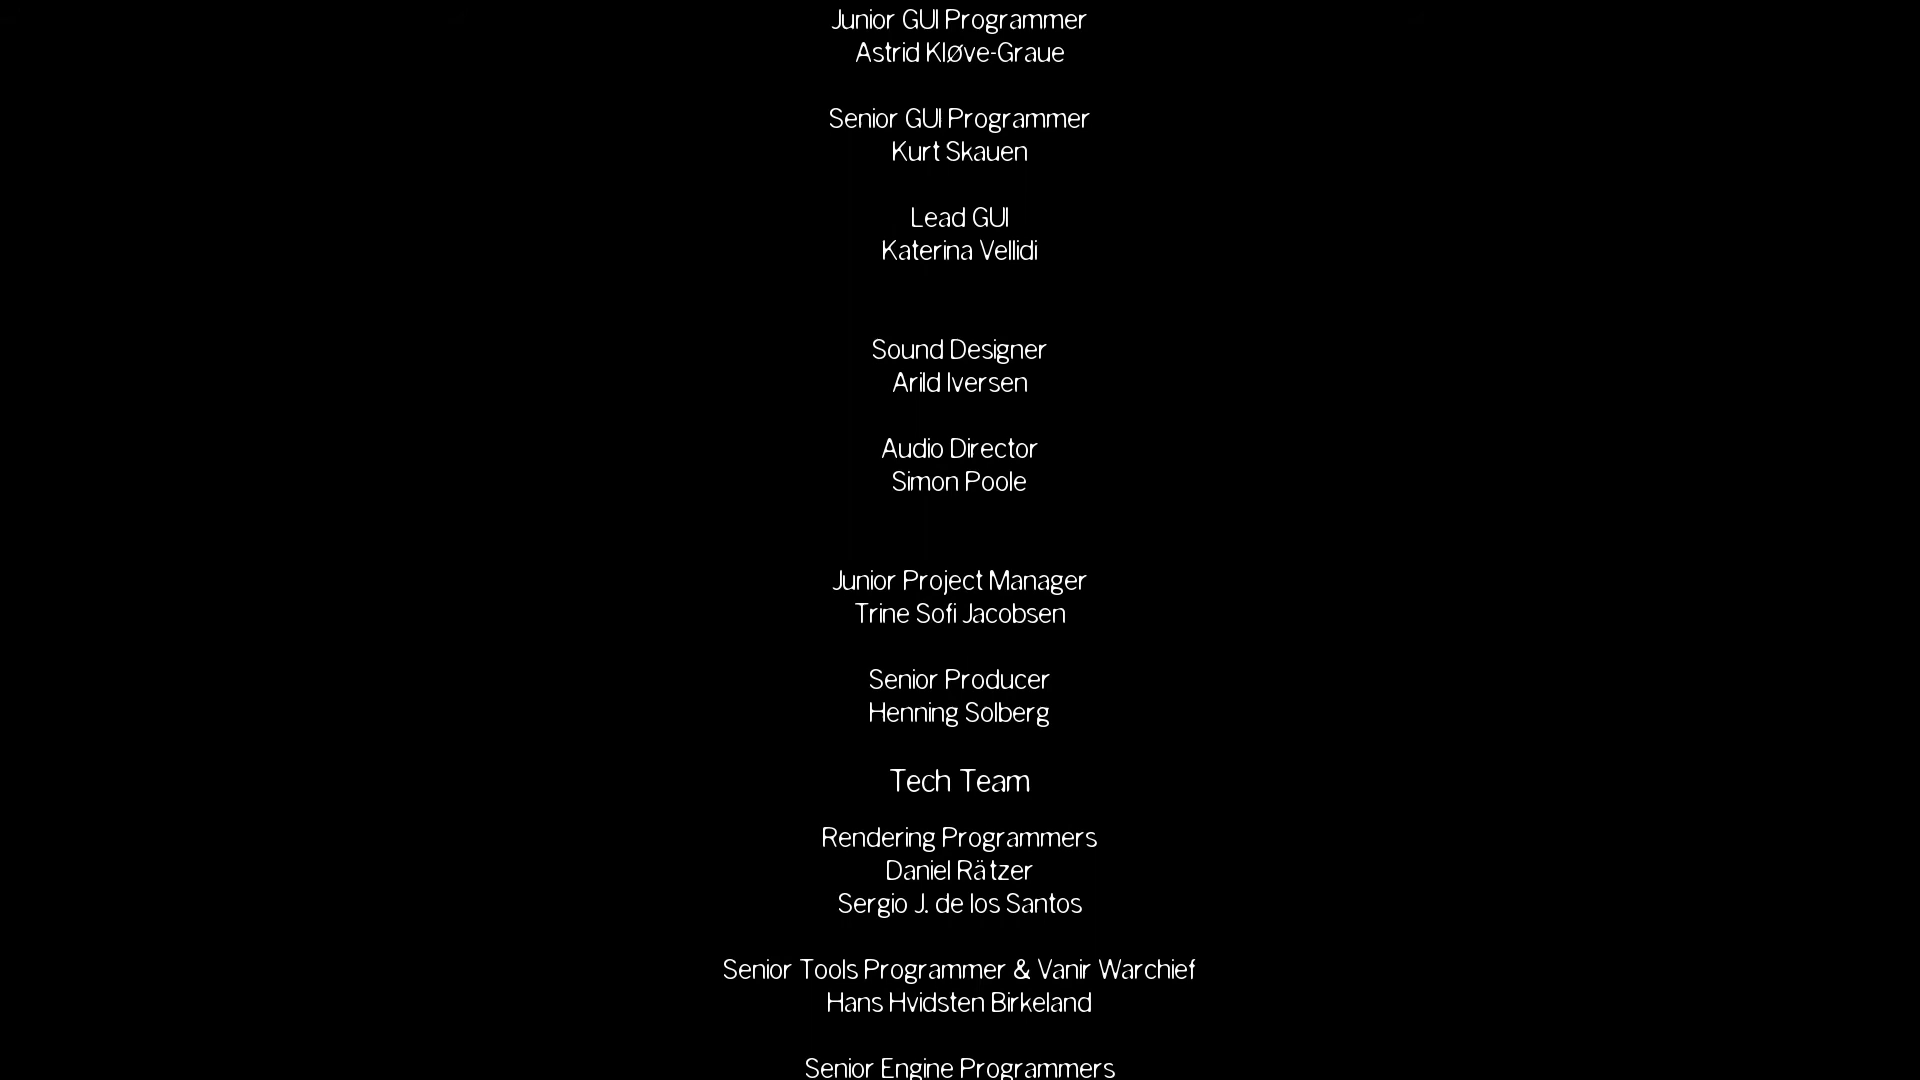 Junior GUI Programmer
Astrid Kløve-Graue
Senior GUI Programmer
Kurt Skauen
Lead GUI
Katerina Vellidi
Sound Designer
Arild Iversen
Audio Director
Simon Poole
Junior Project Manager
Trine Sofi Jacobsen
Senior Producer
Henning Solberg
Tech Team
Rendering Programmers
Daniel Rätzer
Sergio J. de los Santos
Senior Tools Programmer & Vanir Warchief
Hans Hvidsten Birkeland
Senior Engine Programmers